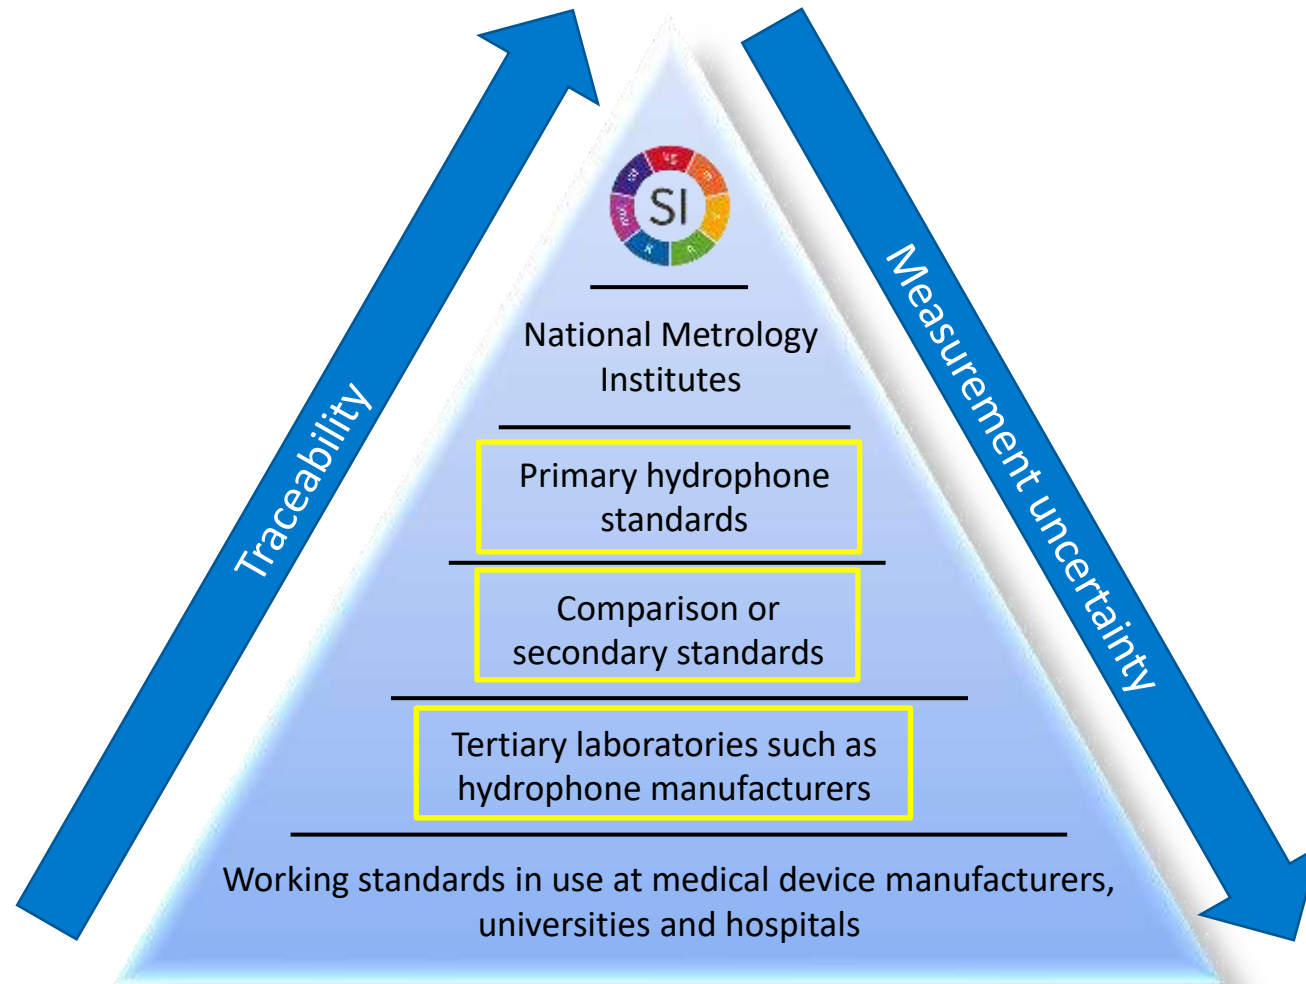 SI
National Metrology
Institutes
Primary hydrophone
standards
Comparison or
secondary standards
Tertiary laboratories such as
hydrophone manufacturers
Working standards in use at medical device manufacturers,
universities and hospitals
Traceability
Measurement uncertainty